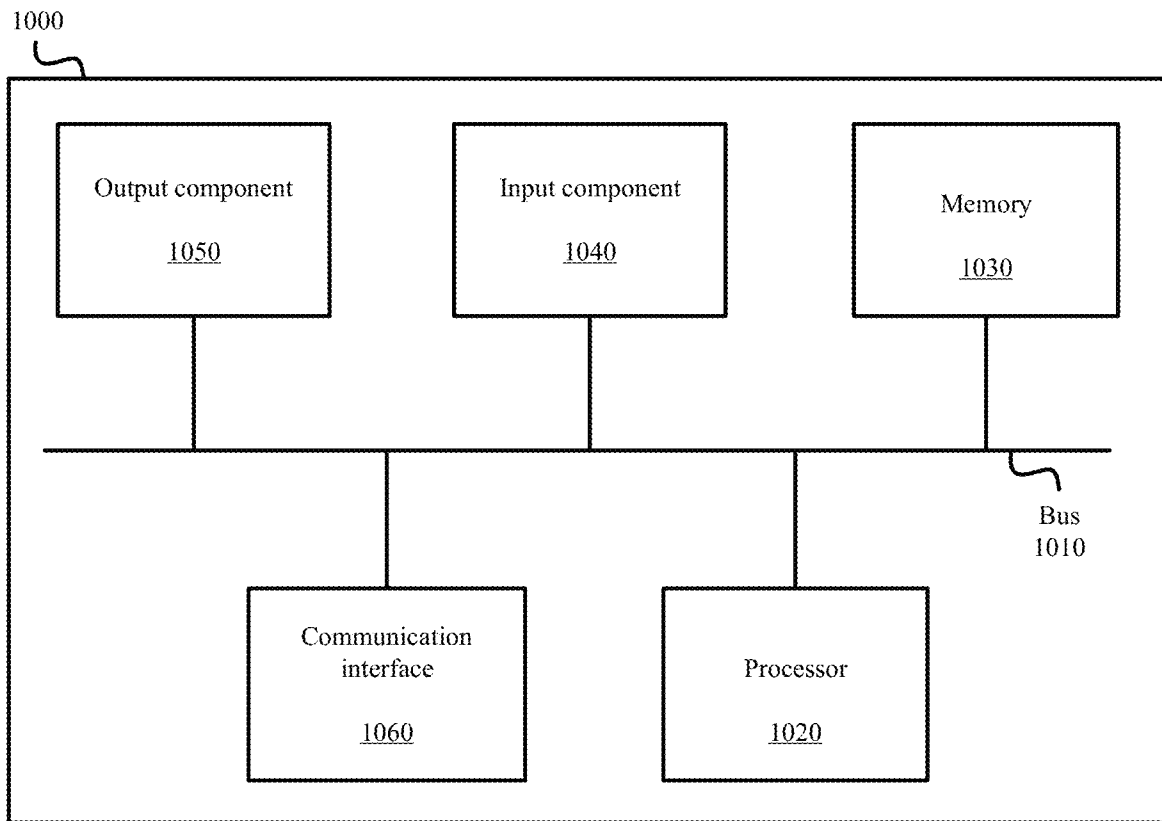 1000
Output component
1050
Input component
1040
Memory
1030
Bus
1010
Communication
interface
1060
Processor
1020